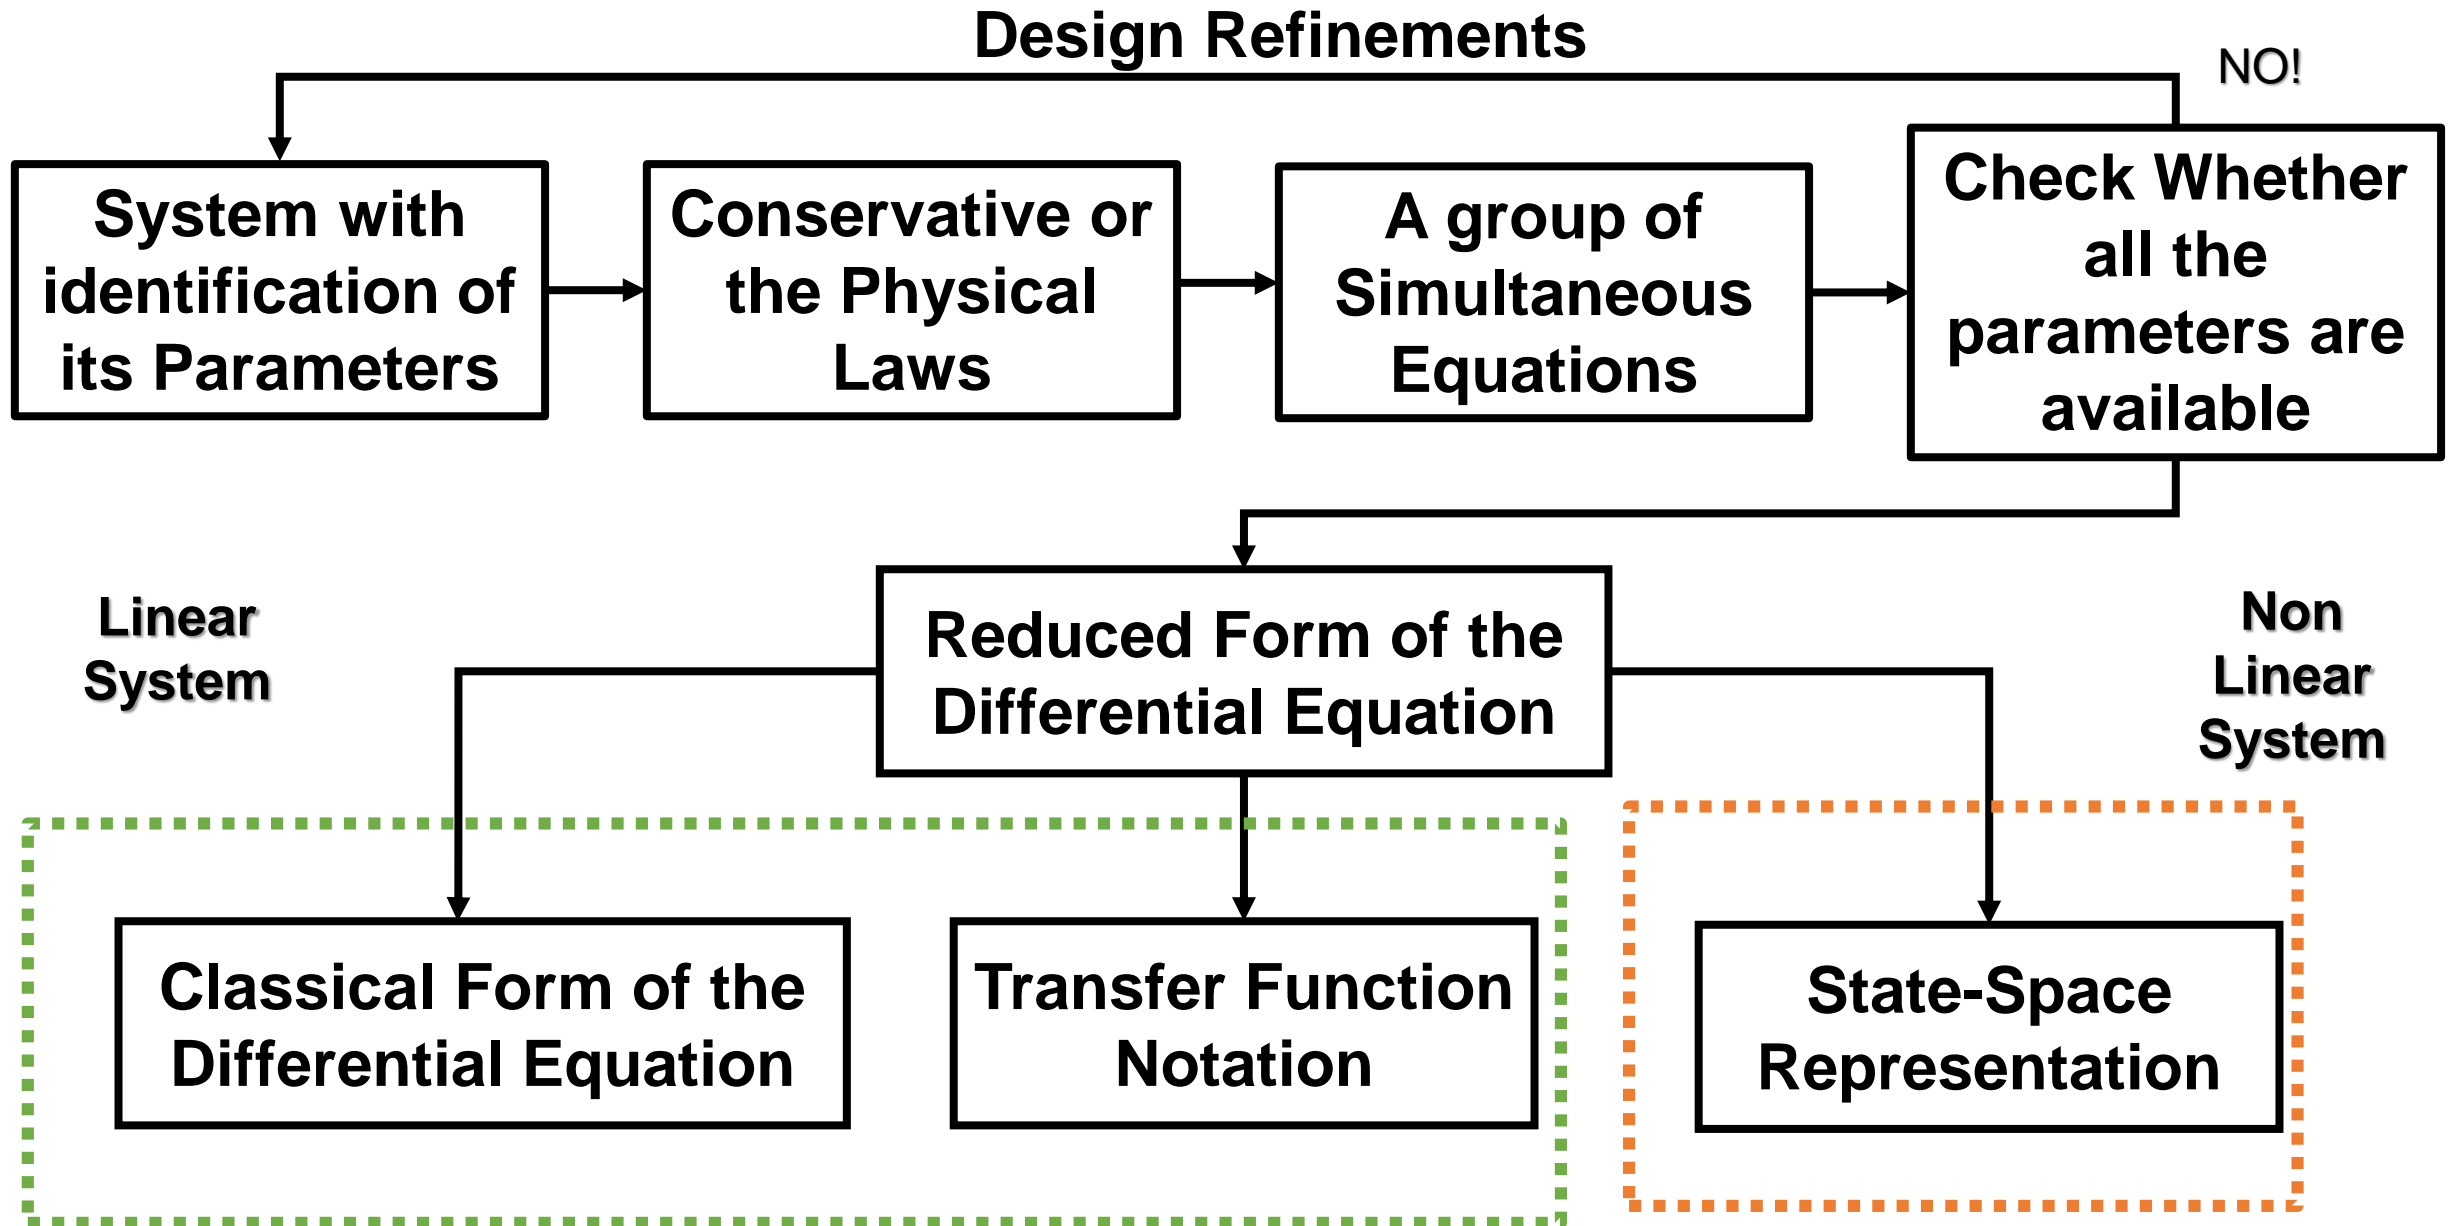 Design Refinements
NO!
System with
identification of
its Parameters
Conservative or
the Physical
Laws
A group of
Simultaneous
Equations
Check Whether
all the
parameters are
available
Linear
System
Reduced Form of the
Differential Equation
Non
Linear
System
Classical Form of the
Differential Equation
Transfer Function
Notation
State-Space
Representation